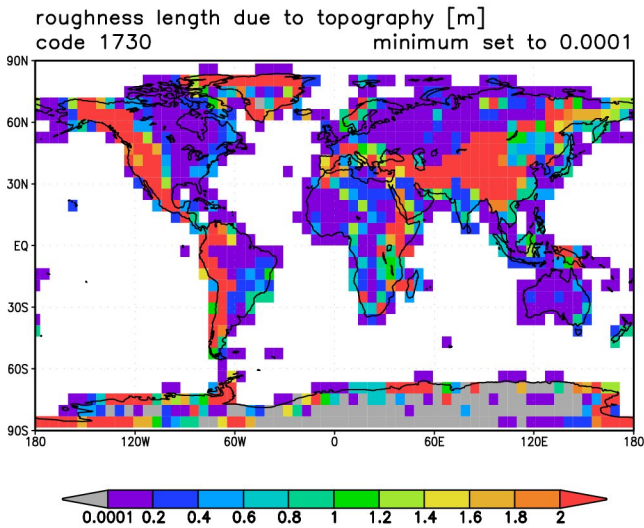 roughness length due to topography [m]
code 1730 minimum set to 0.0001
90N
60N
30N
EQ
30S
60S
90S
180 120W 60W 0 60E 120E 180
0.0001 0.2 0.4 0.6 0.8 1 1.2 1.4 1.6 1.8 2